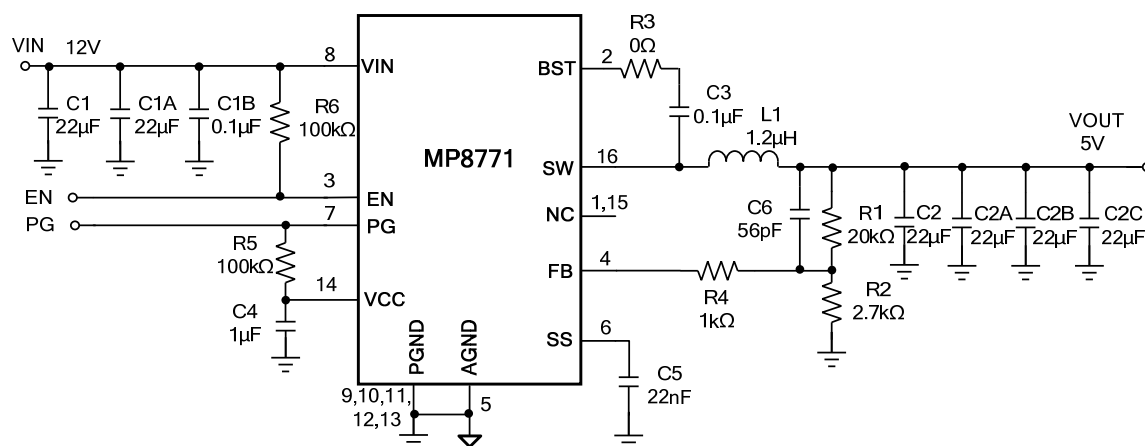 VIN
12V
8
VIN
C1
22µF
C1A
22µF
C1B
0.1µF
R6
100kΩ
EN
3
EN
PG
7
PG
R5
100kΩ
14
VCC
C4
1µF
MP8771
PGND
AGND
9,10,11,
12,13
5
BST
2
R3
0Ω
C3
0.1µF
L1
1.2µH
SW
16
NC
1,15
FB
4
R4
1kΩ
SS
6
C5
22nF
C6
56pF
R1
20kΩ
R2
2.7kΩ
VOUT
5V
C2
22µF
C2A
22µF
C2B
22µF
C2C
22µF